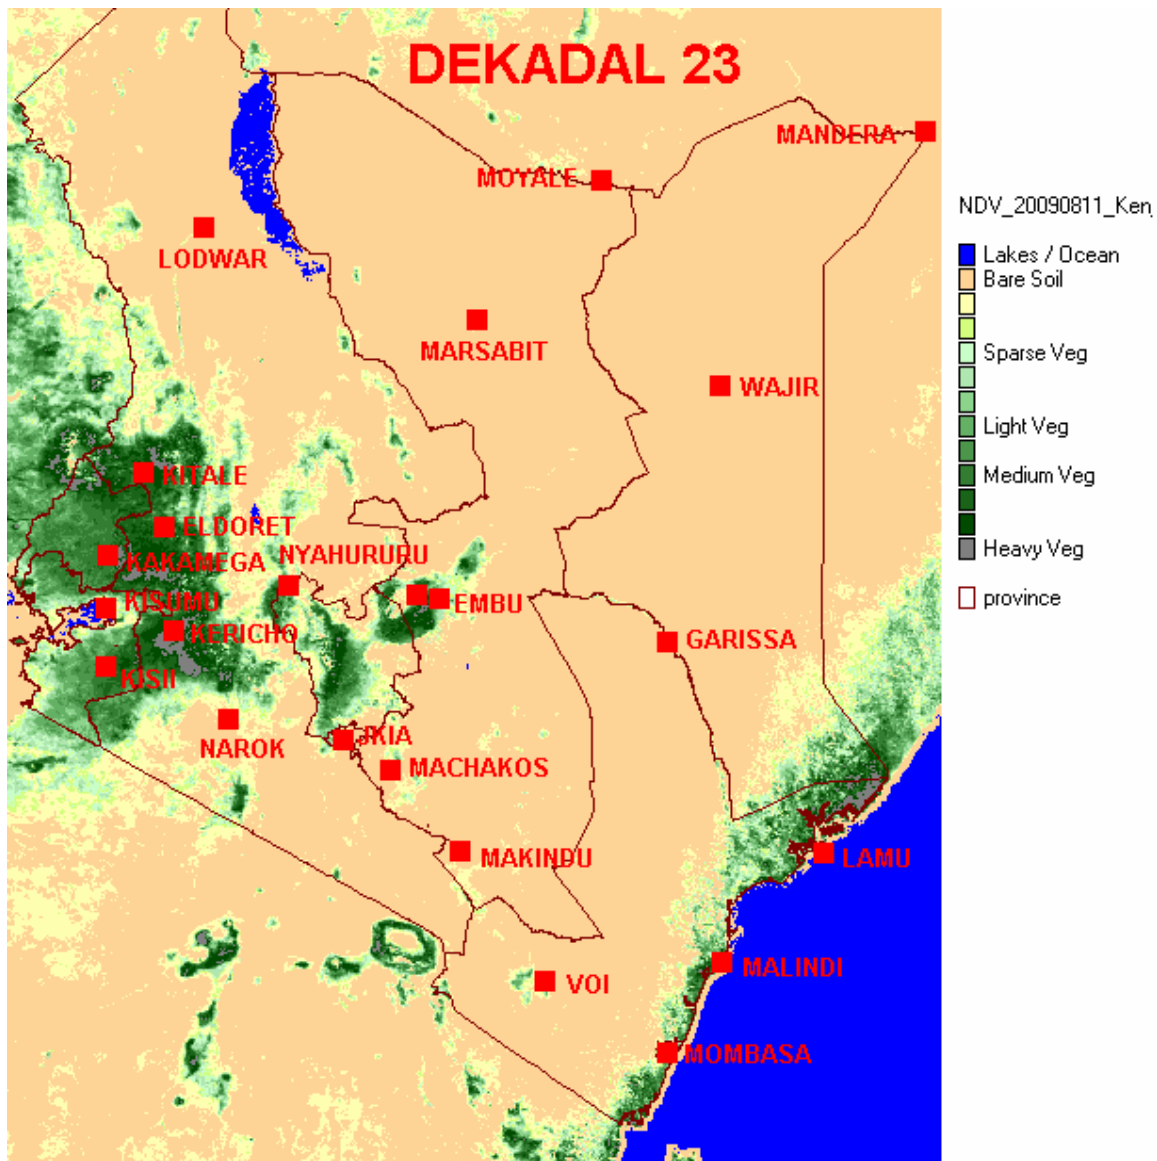 DEKADAL 23
MANDERA
MOYALE
NDV_20090811_Ken
LODWAR
Lakes / Ocean
Bare Soil
MARSABIT
Sparse Veg
WAJIR
Light Veg
KITALE
Medium Veg
ELDORET
Heavy Veg
NYAHURURU
KAKAMEGA
province
KISUMU
EMBU
KERICHO
GARISSA
KISII
JKIA
NAROK
MACHAKOS
MAKINDU
LAMU
MALINDI
VOI
MOMBASA